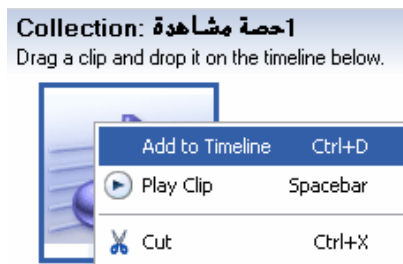 Collection: 1حصة مشاهدة
Drag a clip and drop it on the timeline below.
Add to Timeline Ctrl+D
Play Clip Spacebar
Cut Ctrl+X